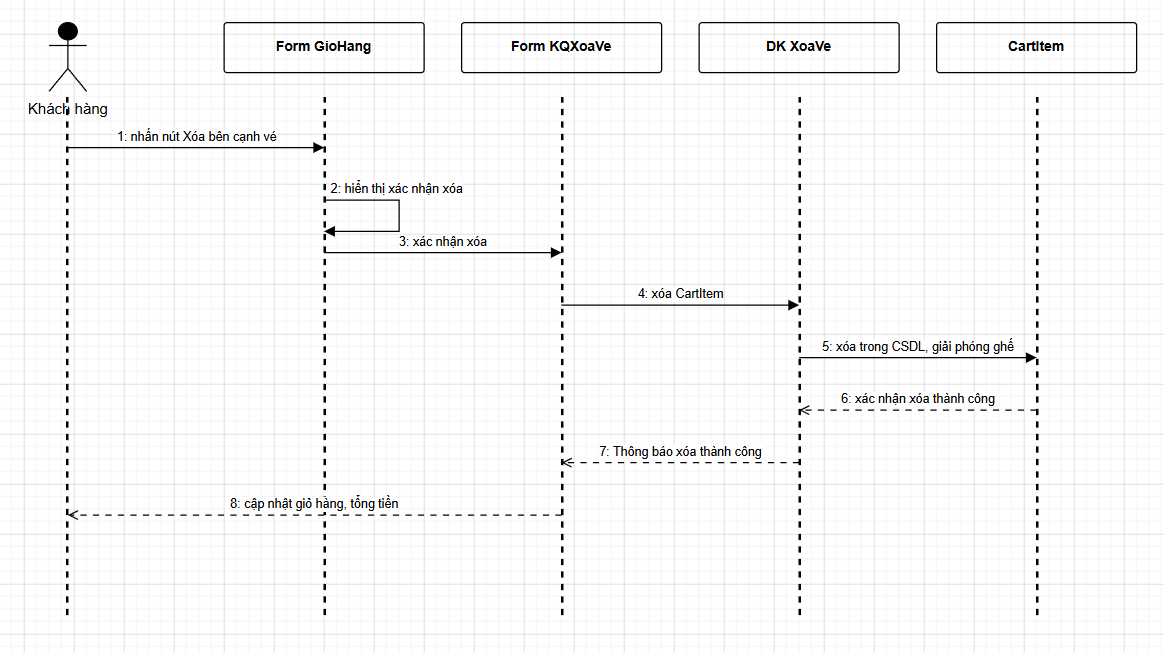 Form GioHang
Form KQXoaVe
DK XoaVe
CartItem
Khách hàng
1: nhấn nút Xóa bên cạnh vé
2: hiển thị xác nhận xóa
3: xác nhận xóa
4: xóa CartItem
5: xóa trong CSDL, giải phóng ghế
6: xác nhận xóa thành công
7: Thông báo xóa thành công
8: cập nhật giỏ hàng, tổng tiền